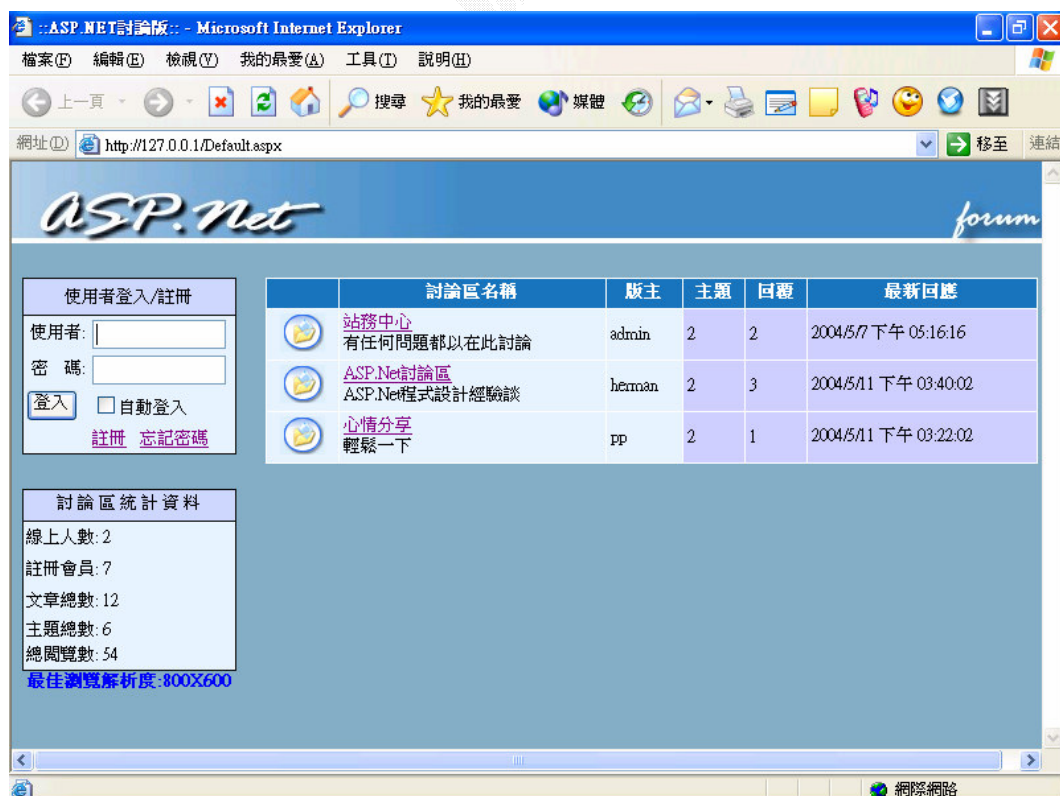 ::ASP.NET討論版:: - Microsoft Internet Explorer
檔案(F) 編輯(E) 檢視(V) 我的最愛(A) 工具(T) 說明(H)
上一頁 搜尋 我的最愛 媒體
網址(D) http://127.0.0.1/Default.aspx 移至 連結
ASP.Net forum
使用者登入/註冊
使用者:
密 碼:
登入 自動登入
註冊 忘記密碼
討論區名稱 版主 主題 回覆 最新回應
站務中心
有任何問題都以在此討論 admin 2 2 2004/5/7 下午 05:16:16
ASP.Net討論區
ASP.Net程式設計經驗談 herman 2 3 2004/5/11 下午 03:40:02
心情分享
輕鬆一下 pp 2 1 2004/5/11 下午 03:22:02
討論區統計資料
線上人數: 2
註冊會員: 7
文章總數: 12
主題總數: 6
總閱覽數: 54
最佳瀏覽解析度:800X600
網際網路